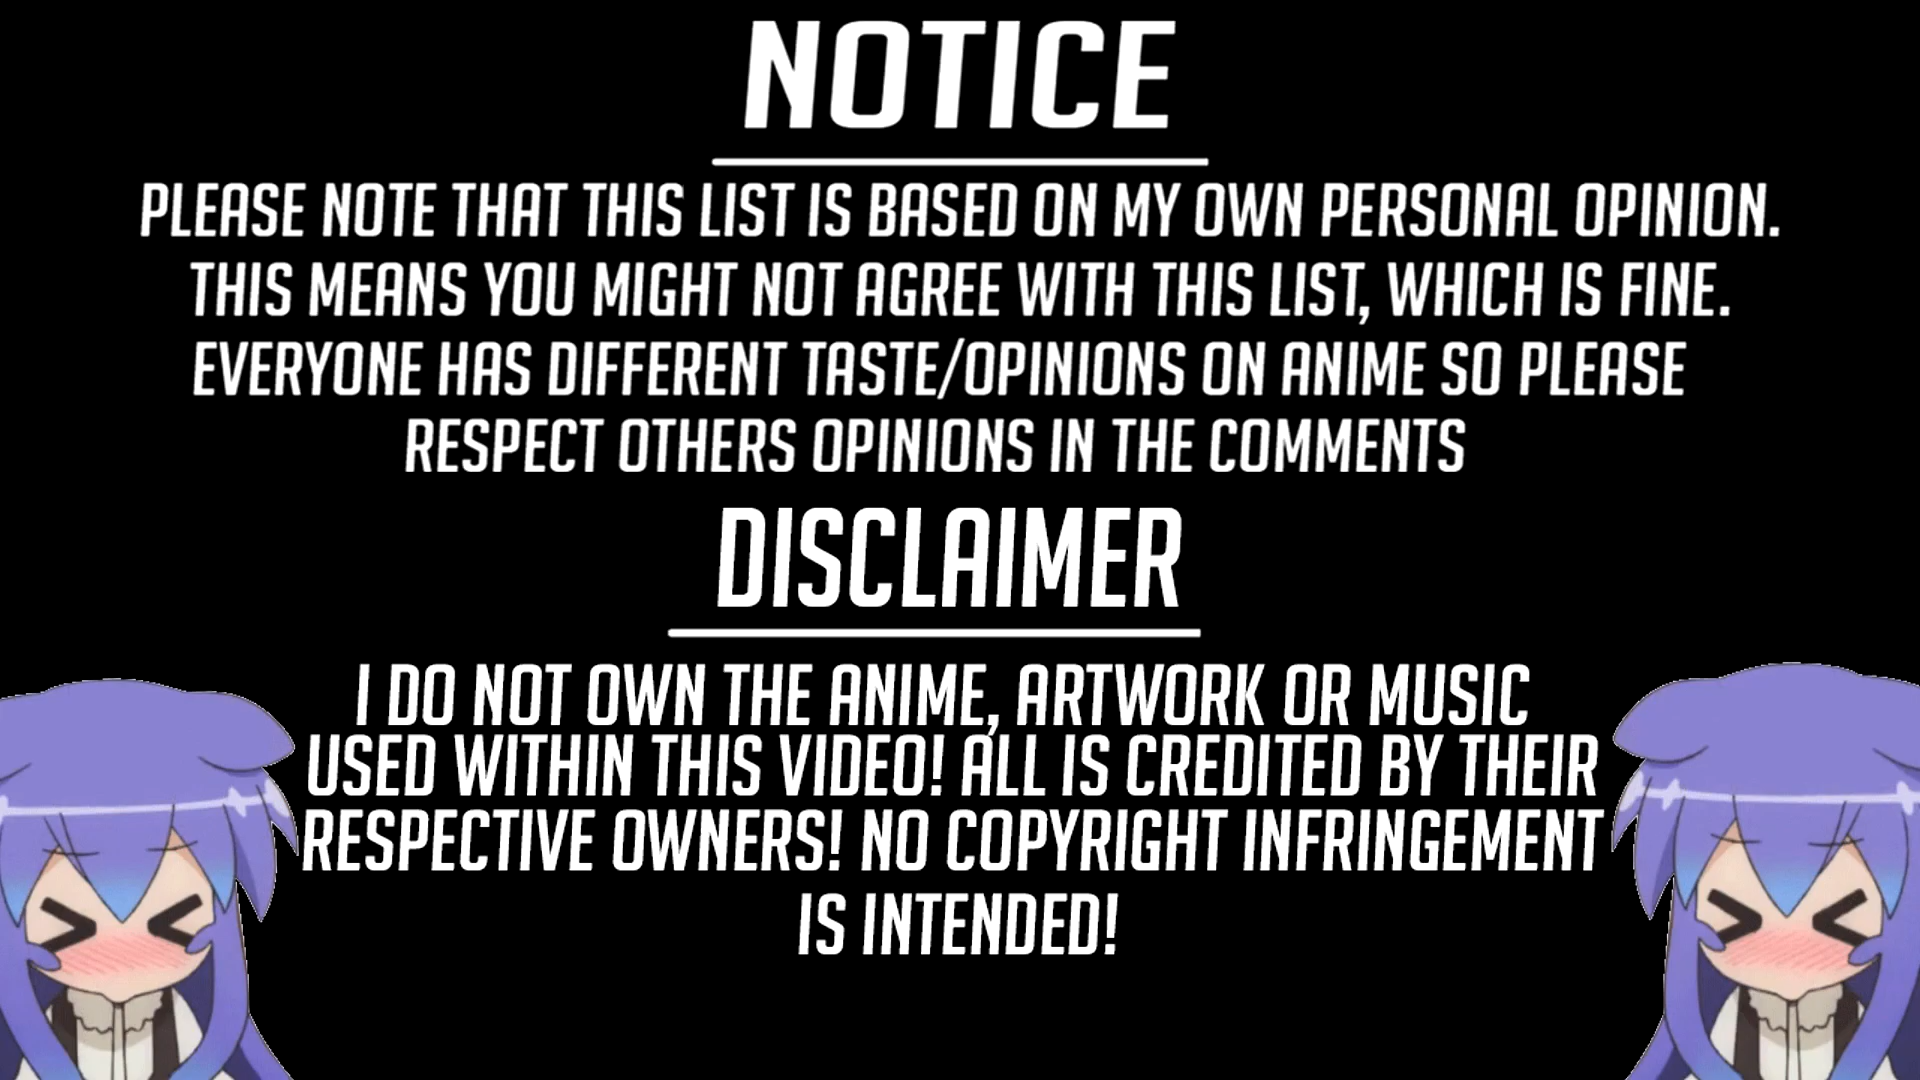 NOTICE
PLEASE NOTE THAT THIS LIST IS BASED ON MY OWN PERSONAL OPINION.
THIS MEANS YOU MIGHT NOT AGREE WITH THIS LIST, WHICH IS FINE.
EVERYONE HAS DIFFERENT TASTE/OPINIONS ON ANIME SO PLEASE
RESPECT OTHERS OPINIONS IN THE COMMENTS
DISCLAIMER
I DO NOT OWN THE ANIME, ARTWORK OR MUSIC
USED WITHIN THIS VIDEO! ALL IS CREDITED BY THEIR
RESPECTIVE OWNERS! NO COPYRIGHT INFRINGEMENT
IS INTENDED!